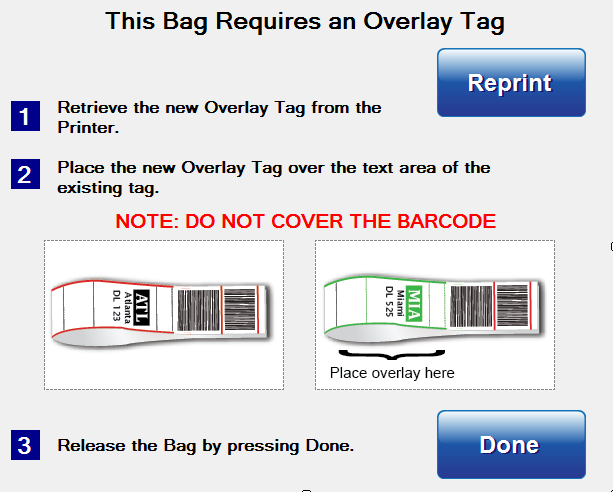 This Bag Requires an Overlay Tag
Reprint
1
Retrieve the new Overlay Tag from the
Printer.
2
Place the new Overlay Tag over the text area of the
existing tag.
NOTE: DO NOT COVER THE BARCODE
ATL
Atlanta
DL 123
MIA
Miami
DL 525
Place overlay here
3
Release the Bag by pressing Done.
Done